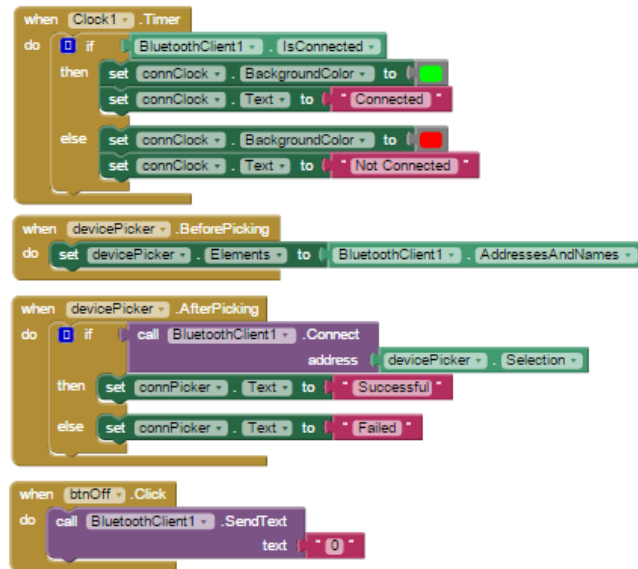 when Clock1 .Timer
do if BluetoothClient1 . IsConnected
then set connClock . BackgroundColor to
set connClock . Text to " Connected "
else set connClock . BackgroundColor to
set connClock . Text to " Not Connected "
when devicePicker .BeforePicking
do set devicePicker . Elements to BluetoothClient1 . AddressesAndNames
when devicePicker .AfterPicking
do if call BluetoothClient1 .Connect
address devicePicker . Selection
then set connPicker . Text to " Successful "
else set connPicker . Text to " Failed "
when btnOff .Click
do call BluetoothClient1 .SendText
text " 0 "